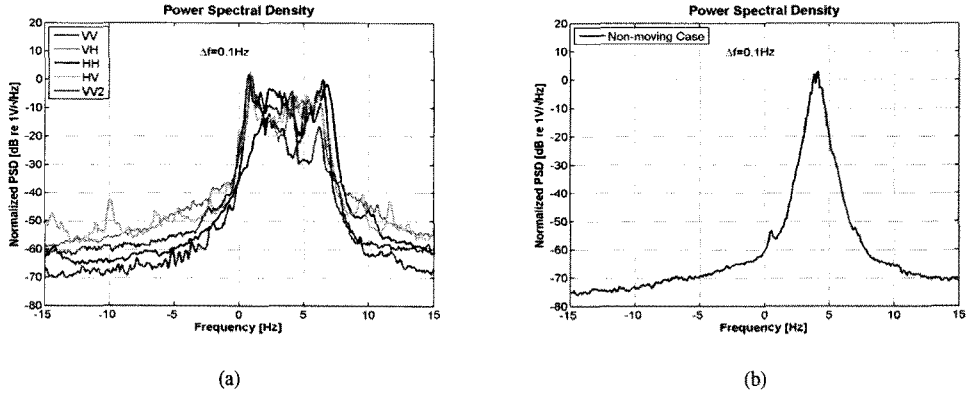 Power Spectral Density
Normalized PSD [dB re 1V/√Hz]
20
10
0
-10
-20
-30
-40
-50
-60
-70
-80
VV
VH
HH
HV
VV2
Δf=0.1Hz
-15
-10
-5
0
5
10
15
Frequency [Hz]
(a)
Power Spectral Density
Normalized PSD [dB re 1V/√Hz]
20
10
0
-10
-20
-30
-40
-50
-60
-70
-80
Non-moving Case
Δf=0.1Hz
-15
-10
-5
0
5
10
15
Frequency [Hz]
(b)